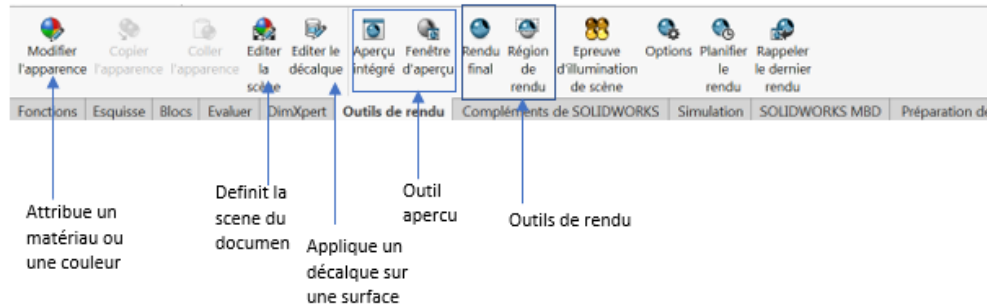 Modifier
l'apparence
Copier
l'apparence
Coller
l'apparence
Editer
la
scène
Editer le
décalque
Aperçu
intégré
Fenêtre
d'aperçu
Rendu
final
Région
de
rendu
Epreuve
d'illumination
de scène
Options
Planifier
le
rendu
Rappeler
le dernier
rendu
Fonctions Esquisse Blocs Evaluer DimXpert Outils de rendu Compléments de SOLIDWORKS Simulation SOLIDWORKS MBD Préparation de
Attribue un
matériau ou
une couleur
Definit la
scene du
documen
Applique un
décalque sur
une surface
Outil
apercu
Outils de rendu